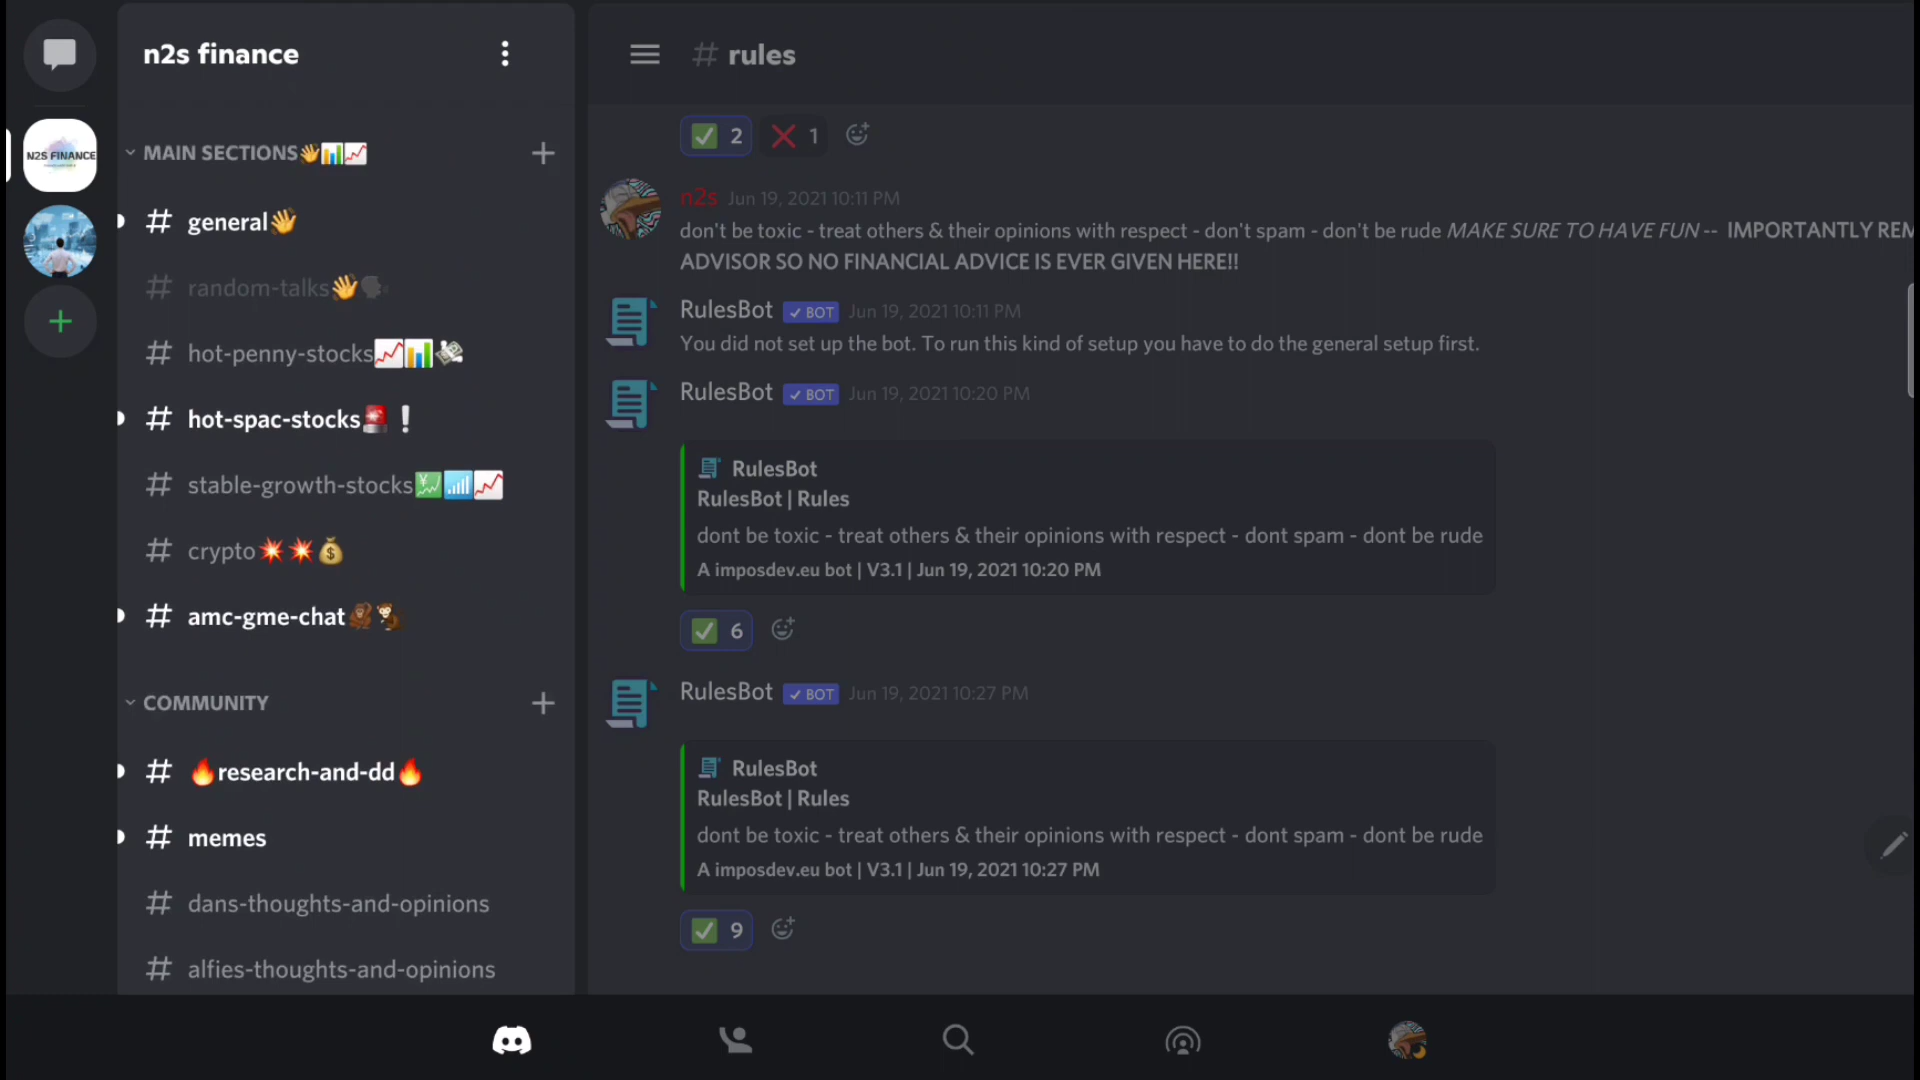 n2s finance
N2S FINANCE
MAIN SECTIONS👋📊📈
# general👋
# random-talks👋🗣
# hot-penny-stocks📈📊💸
# hot-spac-stocks🚨❕
# stable-growth-stocks💹📶📈
# crypto💥💥💰
# amc-gme-chat🦧🐒
COMMUNITY
# 🔥research-and-dd🔥
# memes
# dans-thoughts-and-opinions
# alfies-thoughts-and-opinions
# rules
✅ 2 ❌ 1
n2s Jun 19, 2021 10:11 PM
don't be toxic - treat others & their opinions with respect - don't spam - don't be rude MAKE SURE TO HAVE FUN -- IMPORTANTLY REM
ADVISOR SO NO FINANCIAL ADVICE IS EVER GIVEN HERE!!
RulesBot ✓ BOT Jun 19, 2021 10:11 PM
You did not set up the bot. To run this kind of setup you have to do the general setup first.
RulesBot ✓ BOT Jun 19, 2021 10:20 PM
RulesBot
RulesBot | Rules
dont be toxic - treat others & their opinions with respect - dont spam - dont be rude
A imposdev.eu bot | V3.1 | Jun 19, 2021 10:20 PM
✅ 6
RulesBot ✓ BOT Jun 19, 2021 10:27 PM
RulesBot
RulesBot | Rules
dont be toxic - treat others & their opinions with respect - dont spam - dont be rude
A imposdev.eu bot | V3.1 | Jun 19, 2021 10:27 PM
✅ 9